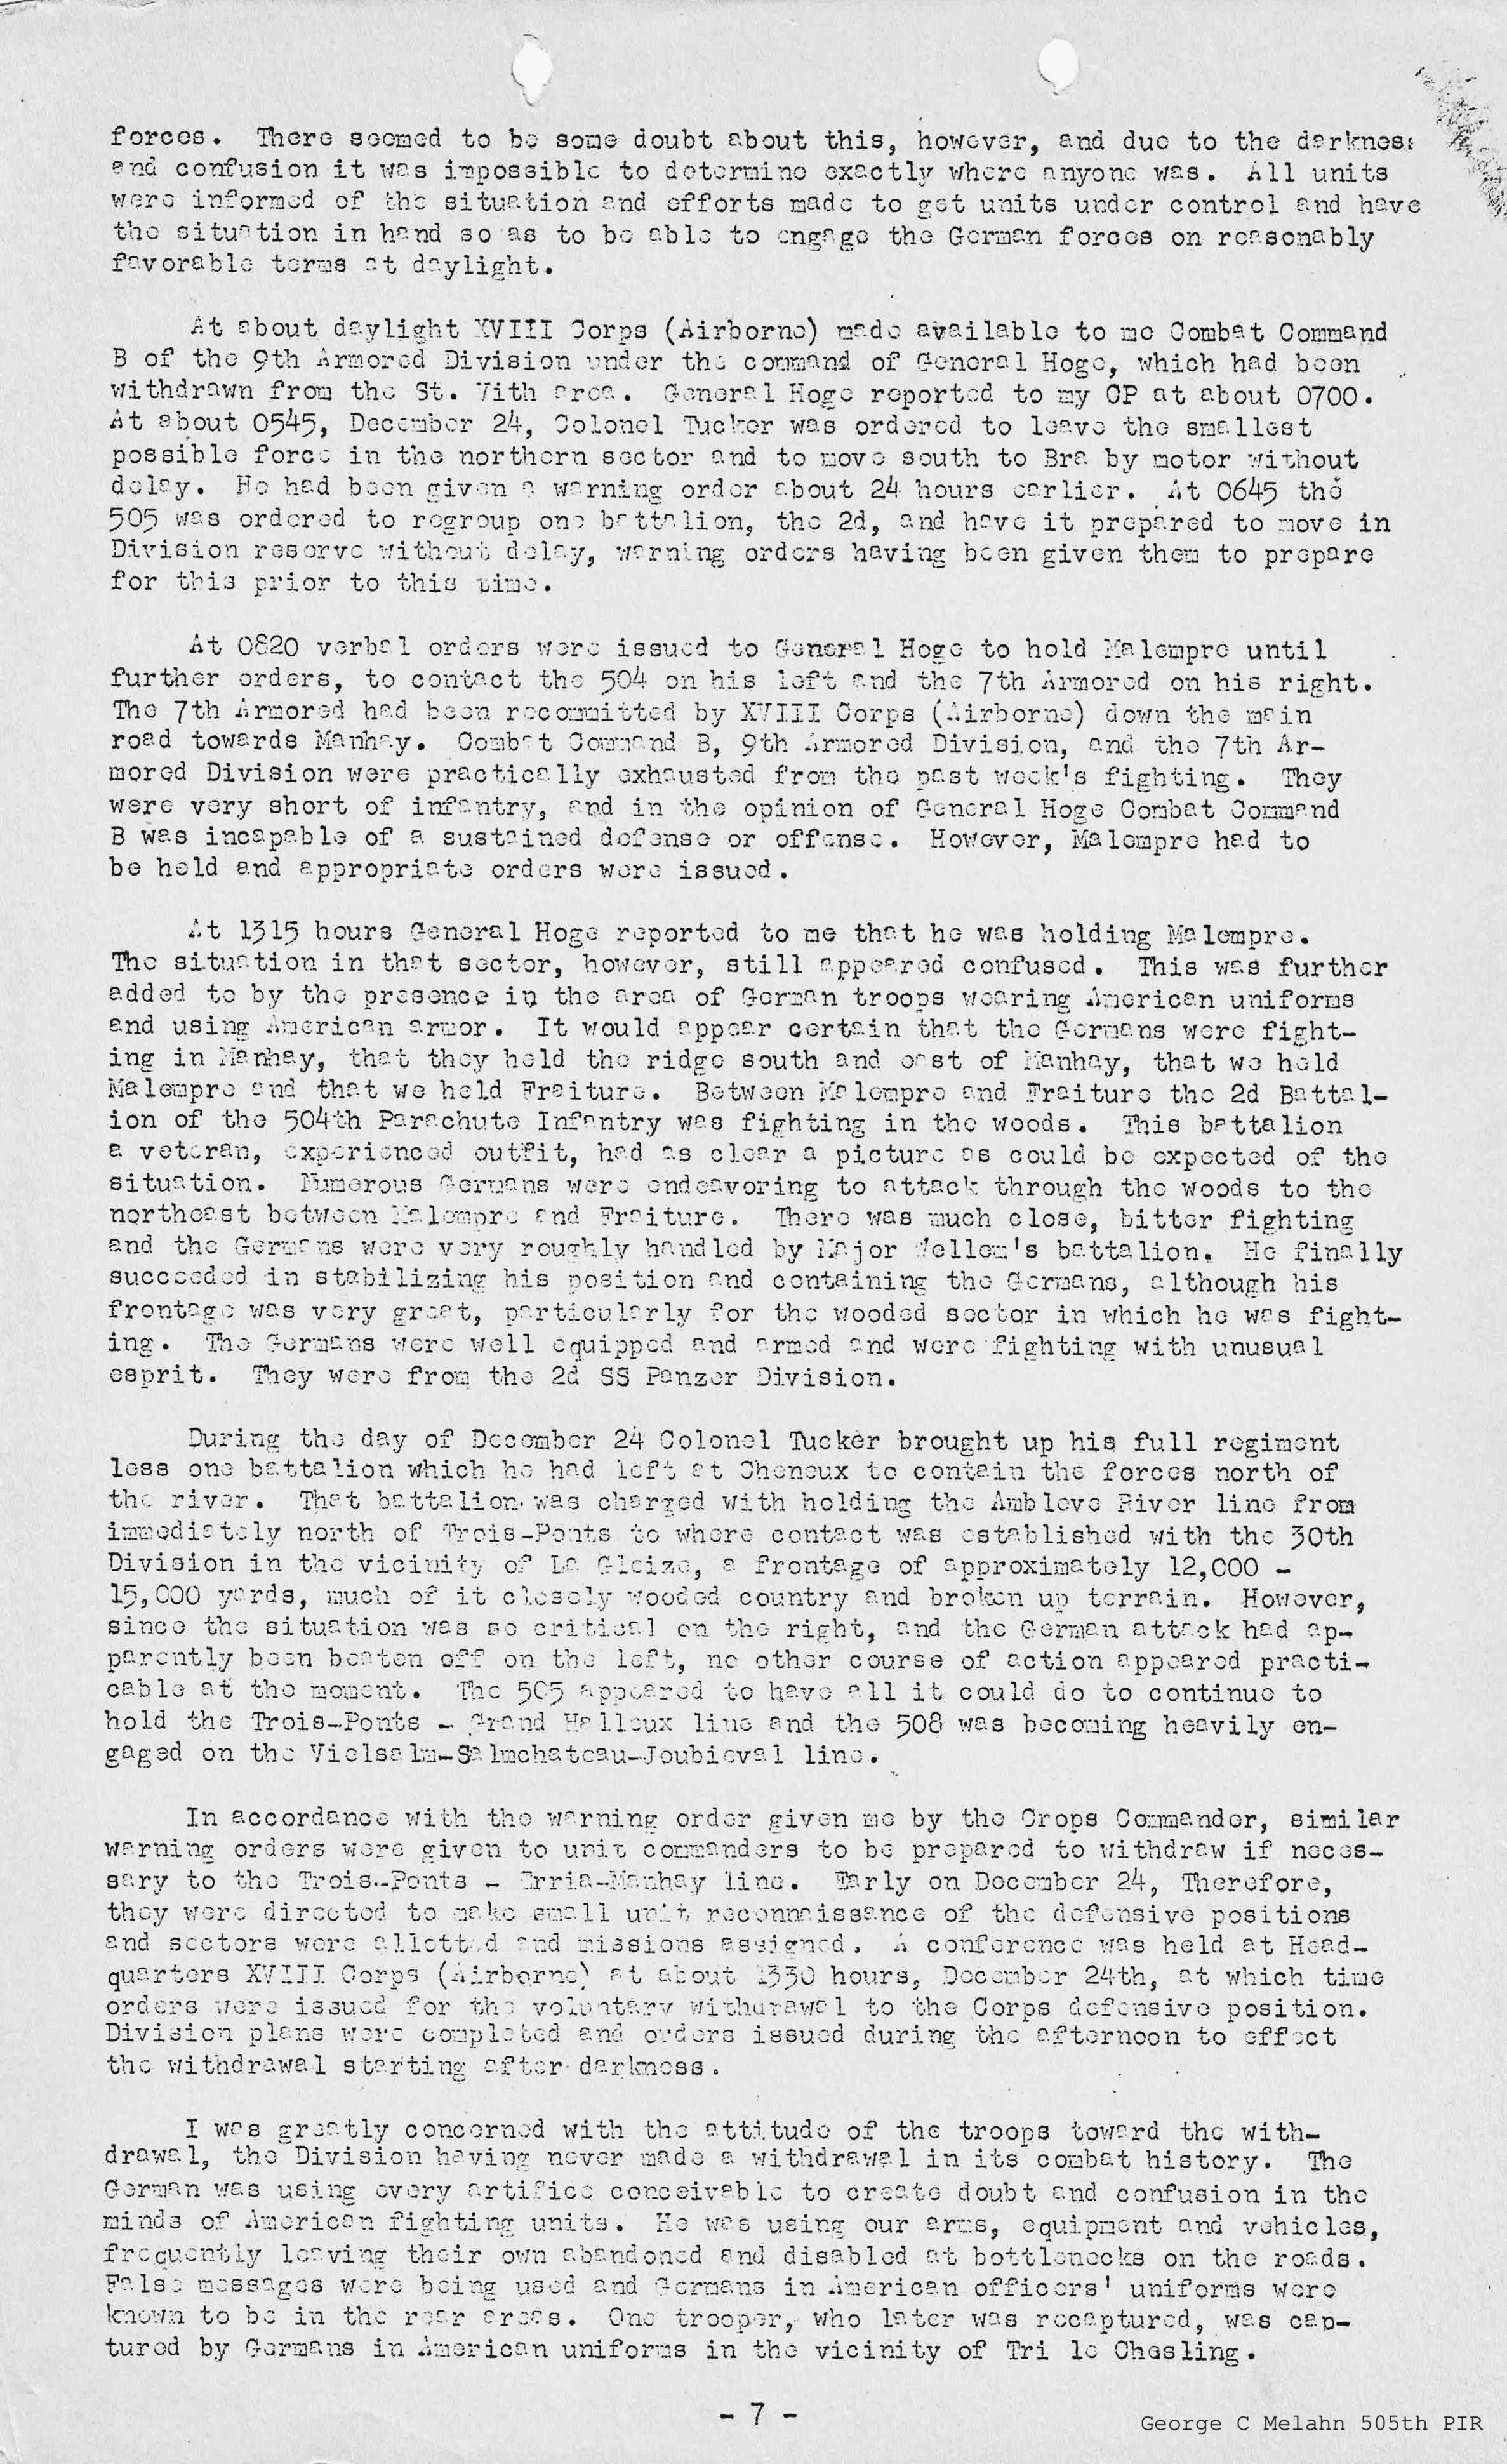 forces. There seemed to be some doubt about this, however, and due to the darkness
and confusion it was impossible to determine exactly where anyone was. All units
were informed of the situation and efforts made to get units under control and have
the situation in hand so as to be able to engage the German forces on reasonably
favorable terms at daylight.
At about daylight XVIII Corps (Airborne) made available to me Combat Command
B of the 9th Armored Division under the command of General Hoge, which had been
withdrawn from the St. Vith area. General Hoge reported to my CP at about 0700.
At about 0545, December 24, Colonel Tucker was ordered to leave the smallest
possible force in the northern sector and to move south to Bra by motor without
delay. He had been given a warning order about 24 hours earlier. At 0645 the
505 was ordered to regroup one battalion, the 2d, and have it prepared to move in
Division reserve without delay, warning orders having been given them to prepare
for this prior to this time.
At 0820 verbal orders were issued to General Hoge to hold Malempre until
further orders, to contact the 504 on his left and the 7th Armored on his right.
The 7th Armored had been recommitted by XVIII Corps (Airborne) down the main
road towards Manhay. Combat Command B, 9th Armored Division, and the 7th Ar-
mored Division were practically exhausted from the past week's fighting. They
were very short of infantry, and in the opinion of General Hoge Combat Command
B was incapable of a sustained defense or offense. However, Malempre had to
be held and appropriate orders were issued.
At 1315 hours General Hoge reported to me that he was holding Malempre.
The situation in that sector, however, still appeared confused. This was further
added to by the presence in the area of German troops wearing American uniforms
and using American armor. It would appear certain that the Germans were fight-
ing in Manhay, that they held the ridge south and east of Manhay, that we held
Malempre and that we held Fraiture. Between Malempre and Fraiture the 2d Battal-
ion of the 504th Parachute Infantry was fighting in the woods. This battalion
a veteran, experienced outfit, had as clear a picture as could be expected of the
situation. Numerous Germans were endeavoring to attack through the woods to the
northeast between Malempre and Fraiture. There was much close, bitter fighting
and the Germans were very roughly handled by Major Wellem's battalion. He finally
succeeded in stabilizing his position and containing the Germans, although his
frontage was very great, particularly for the wooded sector in which he was fight-
ing. The Germans were well equipped and armed and were fighting with unusual
esprit. They were from the 2d SS Panzer Division.
During the day of December 24 Colonel Tucker brought up his full regiment
less one battalion which he had left at Cheneux to contain the forces north of
the river. That battalion was charged with holding the Ambleve River line from
immediately north of Trois-Ponts to where contact was established with the 30th
Division in the vicinity of La Gleize, a frontage of approximately 12,000 -
15,000 yards, much of it closely wooded country and broken up terrain. However,
since the situation was so critical on the right, and the German attack had ap-
parently been beaten off on the left, no other course of action appeared practi-
cable at the moment. The 505 appeared to have all it could do to continue to
hold the Trois-Ponts - Grand Halleux line and the 508 was becoming heavily en-
gaged on the Vielsalm-Salmchateau-Joubieval line.
In accordance with the warning order given me by the Crops Commander, similar
warning orders were given to unit commanders to be prepared to withdraw if neces-
sary to the Trois-Ponts - Erria-Manhay line. Early on December 24, Therefore,
they were directed to make small unit reconnaissance of the defensive positions
and sectors were allotted and missions assigned. A conference was held at Head-
quarters XVIII Corps (Airborne) at about 1330 hours, December 24th, at which time
orders were issued for the voluntary withdrawal to the Corps defensive position.
Division plans were completed and orders issued during the afternoon to effect
the withdrawal starting after darkness.
I was greatly concerned with the attitude of the troops toward the with-
drawal, the Division having never made a withdrawal in its combat history. The
German was using every artifice conceivable to create doubt and confusion in the
minds of American fighting units. He was using our arms, equipment and vehicles,
frequently leaving their own abandoned and disabled at bottlenecks on the roads.
False messages were being used and Germans in American officers' uniforms were
known to be in the rear areas. One trooper, who later was recaptured, was cap-
tured by Germans in American uniforms in the vicinity of Tri le Chesling.
- 7 -
George C Melahn 505th PIR